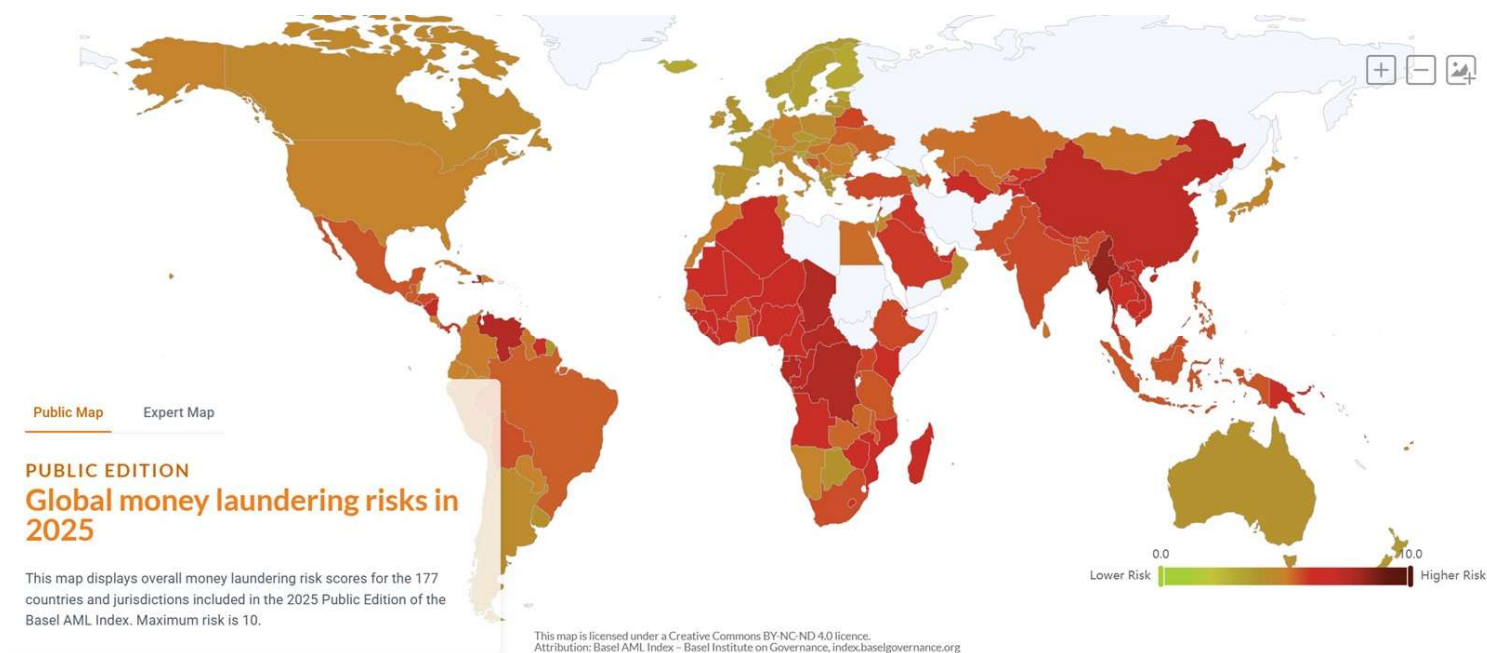 Public Map
Expert Map
PUBLIC EDITION
Global money laundering risks in
2025
This map displays overall money laundering risk scores for the 177
countries and jurisdictions included in the 2025 Public Edition of the
Basel AML Index. Maximum risk is 10.
0.0
10.0
Lower Risk
Higher Risk
This map is licensed under a Creative Commons BY-NC-ND 4.0 licence.
Attribution: Basel AML Index – Basel Institute on Governance, index.baselgovernance.org